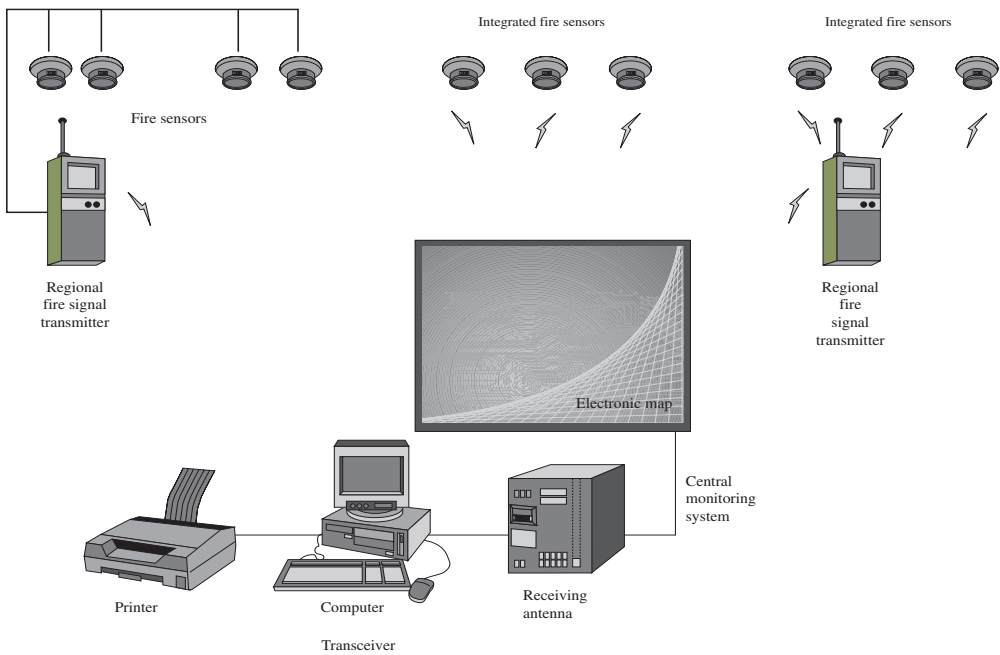 Integrated fire sensors
Integrated fire sensors
Fire sensors
Regional
fire signal
transmitter
Regional
fire
signal
transmitter
Electronic map
Central
monitoring
system
Printer
Computer
Receiving
antenna
Transceiver